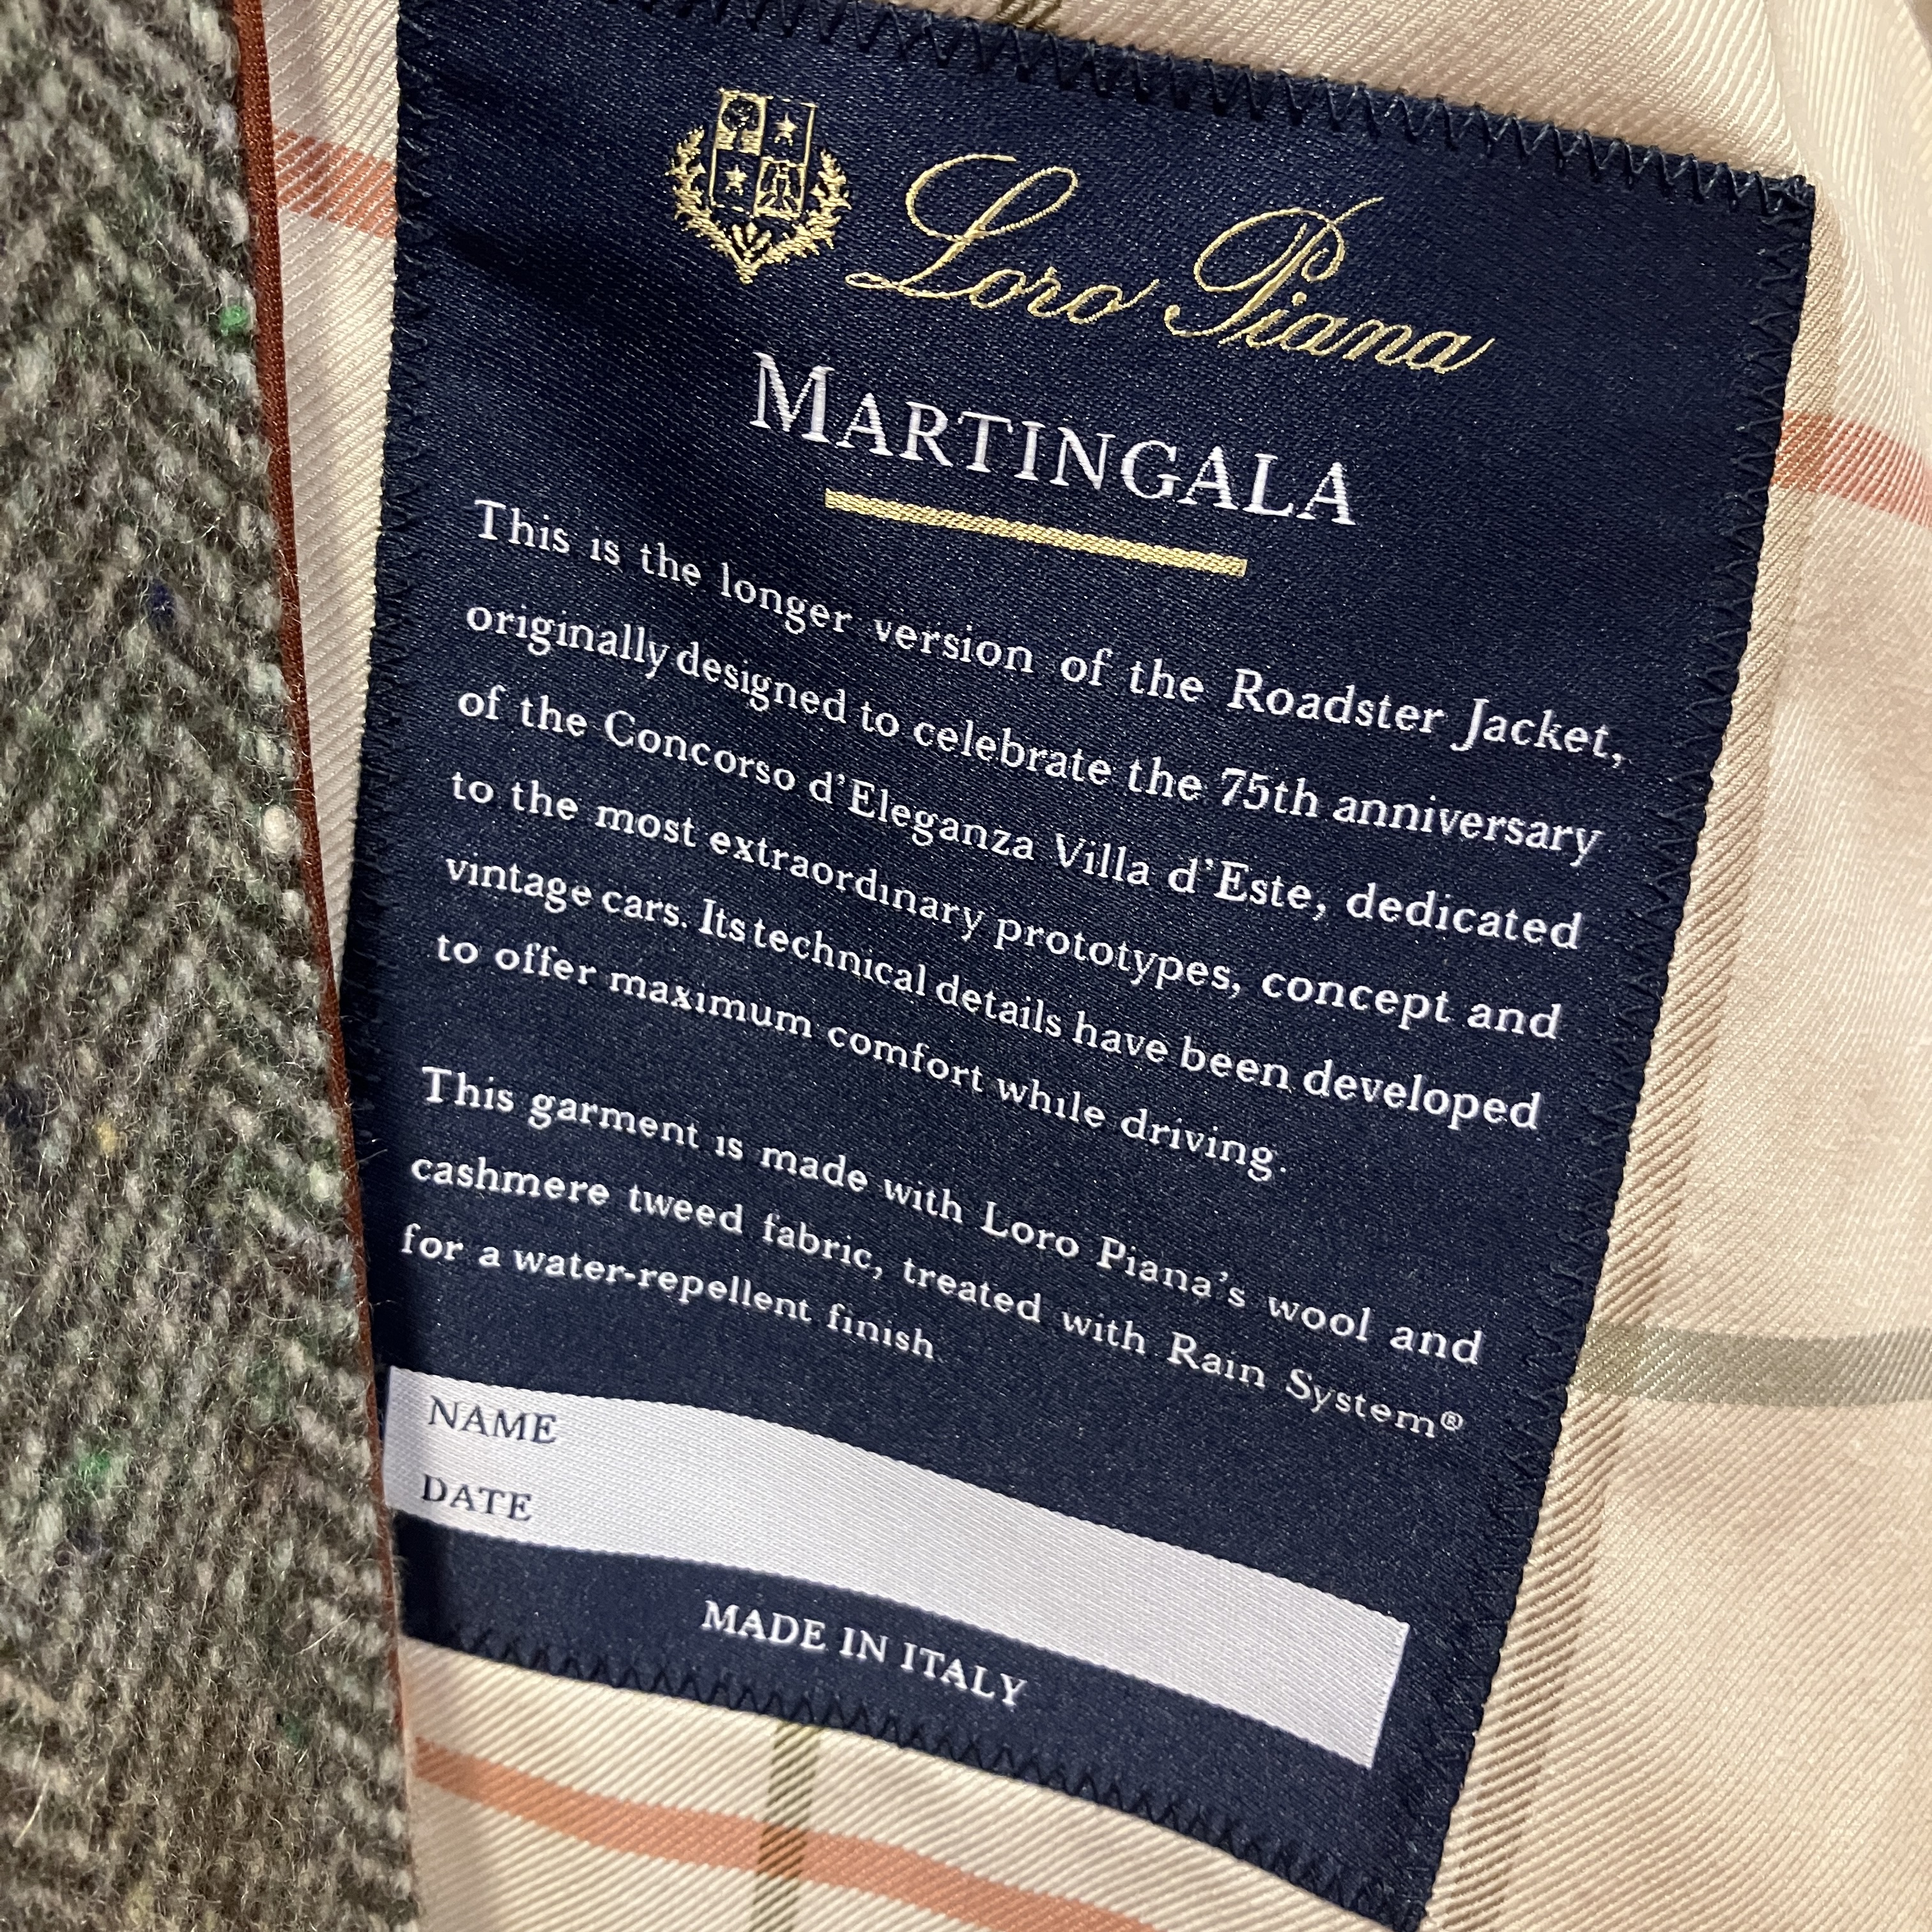 Loro Piana
MARTINGALA
This is the longer version of the Roadster Jacket,
originally designed to celebrate the 75th anniversary
of the Concorso d'Eleganza Villa d'Este, dedicated
to the most extraordinary prototypes, concept and
vintage cars. Its technical details have been developed
to offer maximum comfort while driving.
This garment is made with Loro Piana's wool and
cashmere tweed fabric, treated with Rain System®
for a water-repellent finish
NAME
DATE
MADE IN ITALY